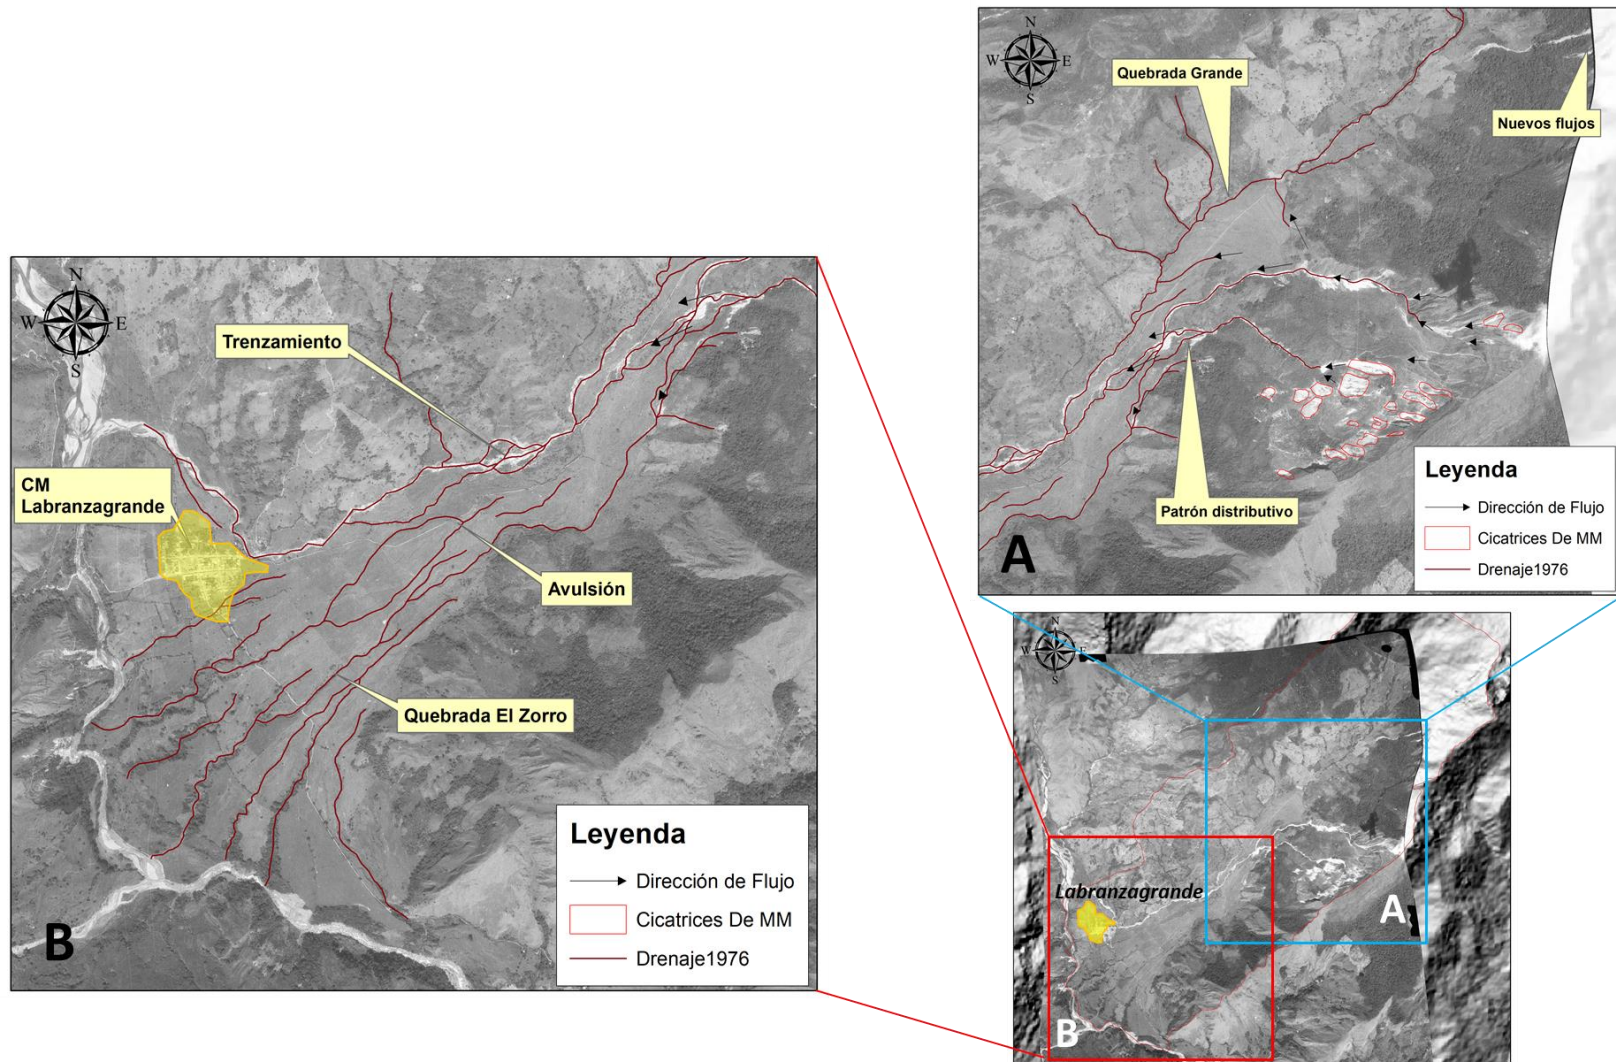 N
W
E
S
Trenzamiento
CM
Labranzagrande
Avulsión
Quebrada El Zorro
Leyenda
Dirección de Flujo
Cicatrices De MM
Drenaje1976
B
N
W
E
S
Quebrada Grande
Nuevos flujos
Patrón distributivo
Leyenda
Dirección de Flujo
Cicatrices De MM
Drenaje1976
A
N
W
E
S
Labranzagrande
A
B